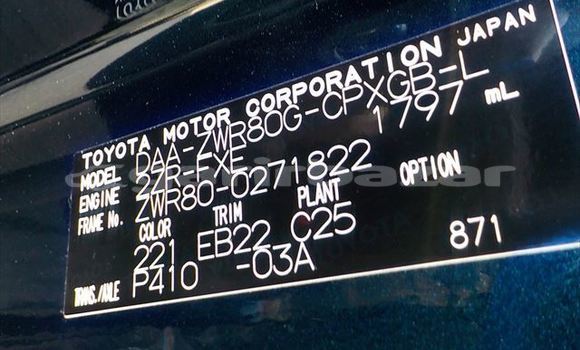 TOYOTA MOTOR CORPORATION JAPAN
MODEL DAA-ZWR80G-CPXGB-L
ENGINE 2ZR-FXE 1797 mL
FRAME No. ZWR80-0271822
COLOR TRIM PLANT OPTION
221 EB22 C25
TRANS./AXLE P410 -03A 871